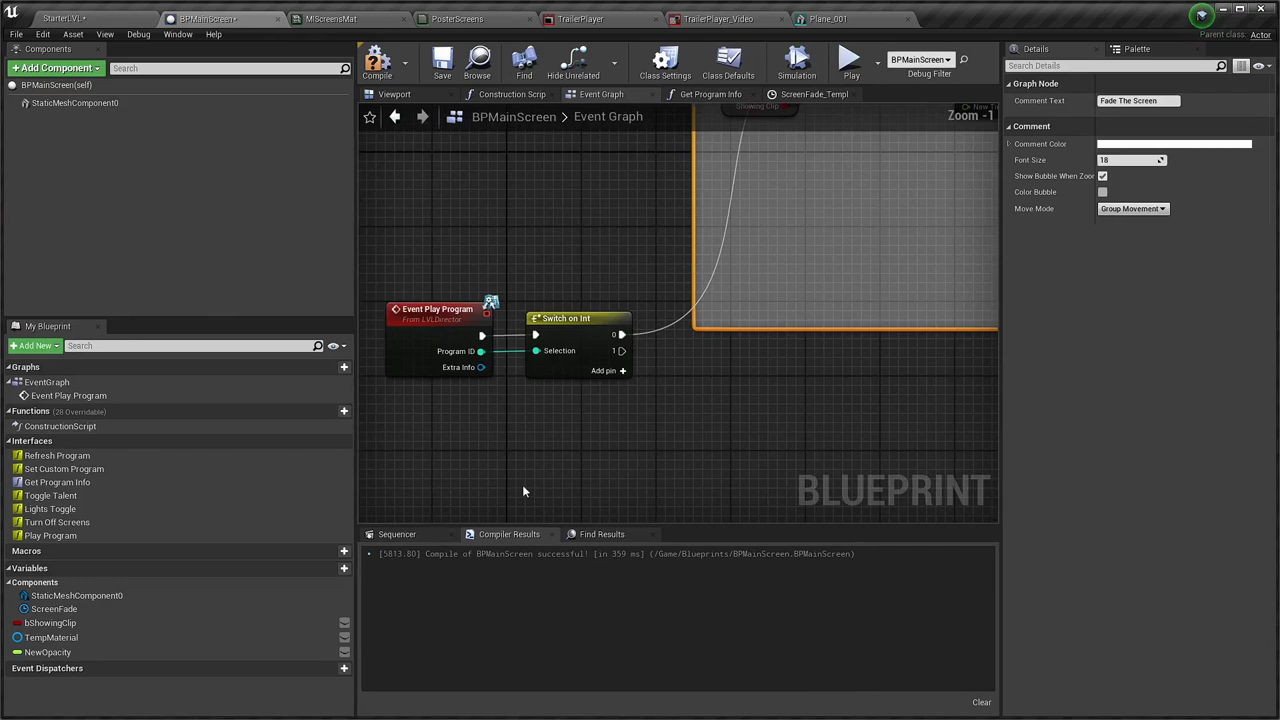 StarterLVL•
BPMainScreen•
MIScreensMat
PosterScreens
TrailerPlayer
TrailerPlayer_Video
Plane_001
File
Edit
Asset
View
Debug
Window
Help
Parent class: Actor
Components
+Add Component
Search
BPMainScreen(self)
StaticMeshComponent0
Compile
Save
Browse
Find
Hide Unrelated
Class Settings
Class Defaults
Simulation
Play
BPMainScreen
Debug Filter
Viewport
Construction Scrip
Event Graph
Get Program Info
ScreenFade_Templ
BPMainScreen > Event Graph
Zoom -1
Showing Clip
Event Play Program
From LVLDirector
Program ID
Extra Info
Switch on Int
0
Selection
1
Add pin +
BLUEPRINT
My Blueprint
+Add New
Search
Graphs
EventGraph
Event Play Program
Functions (28 Overridable)
ConstructionScript
Interfaces
Refresh Program
Set Custom Program
Get Program Info
Toggle Talent
Lights Toggle
Turn Off Screens
Play Program
Macros
Variables
Components
StaticMeshComponent0
ScreenFade
bShowingClip
TempMaterial
NewOpacity
Event Dispatchers
Sequencer
Compiler Results
Find Results
[5813.80] Compile of BPMainScreen successful! [in 359 ms] (/Game/Blueprints/BPMainScreen.BPMainScreen)
Clear
Details
Palette
Search Details
Graph Node
Comment Text
Fade The Screen
Comment
Comment Color
Font Size
18
Show Bubble When Zoo
Color Bubble
Move Mode
Group Movement